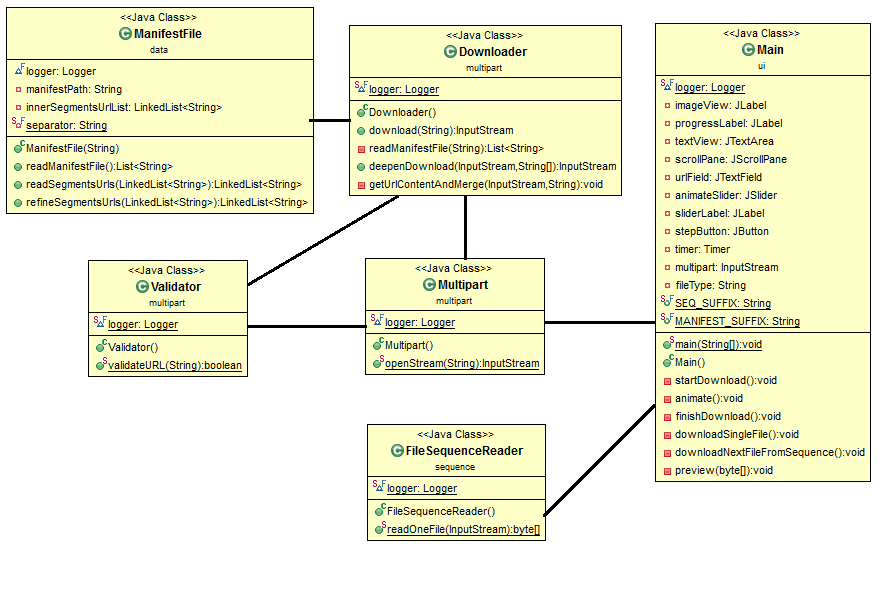 <<Java Class>>
ManifestFile
data
logger: Logger
manifestPath: String
innerSegmentsUrlList: LinkedList<String>
separator: String
ManifestFile(String)
readManifestFile():List<String>
readSegmentsUrls(LinkedList<String>):LinkedList<String>
refineSegmentsUrls(LinkedList<String>):LinkedList<String>
<<Java Class>>
Downloader
multipart
logger: Logger
Downloader()
download(String):InputStream
readManifestFile(String):List<String>
deepenDownload(InputStream,String[]):InputStream
getUrlContentAndMerge(InputStream,String):void
<<Java Class>>
Main
ui
logger: Logger
imageView: JLabel
progressLabel: JLabel
textView: JTextArea
scrollPane: JScrollPane
urlField: JTextField
animateSlider: JSlider
sliderLabel: JLabel
stepButton: JButton
timer: Timer
multipart: InputStream
fileType: String
SEQ_SUFFIX: String
MANIFEST_SUFFIX: String
main(String[]):void
Main()
startDownload():void
animate():void
finishDownload():void
downloadSingleFile():void
downloadNextFileFromSequence():void
preview(byte[]):void
<<Java Class>>
Validator
multipart
logger: Logger
Validator()
validateURL(String):boolean
<<Java Class>>
Multipart
multipart
logger: Logger
Multipart()
openStream(String):InputStream
<<Java Class>>
FileSequenceReader
sequence
logger: Logger
FileSequenceReader()
readOneFile(InputStream):byte[]